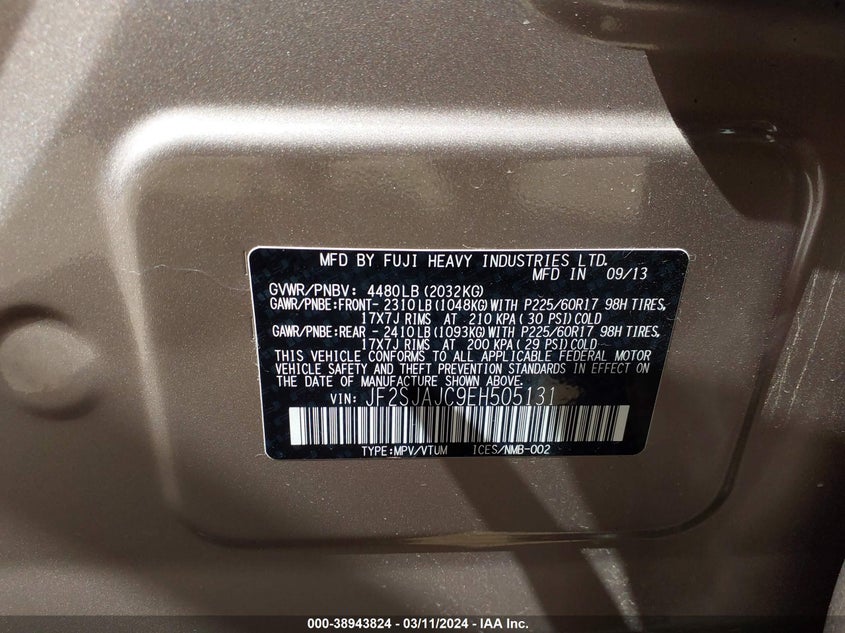 MFD BY FUJI HEAVY INDUSTRIES LTD.
MFD IN 09/13
GVWR/PNBV: 4480LB (2032KG)
GAWR/PNBE:FRONT- 2310LB(1048KG)WITH P225/60R17 98H TIRES,
17X7J RIMS AT 210 KPA(30 PSI)COLD
GAWR/PNBE:REAR - 2410LB(1093KG)WITH P225/60R17 98H TIRES,
17X7J RIMS AT 200 KPA(29 PSI)COLD
THIS VEHICLE CONFORMS TO ALL APPLICABLE FEDERAL MOTOR
VEHICLE SAFETY AND THEFT PREVENTION STANDARDS IN EFFECT
ON THE DATE OF MANUFACTURE SHOWN ABOVE.
VIN: JF2SJAJC9EH505131
TYPE:MPV/VTUM ICES/NMB-002
000-38943824 - 03/11/2024 - IAA Inc.